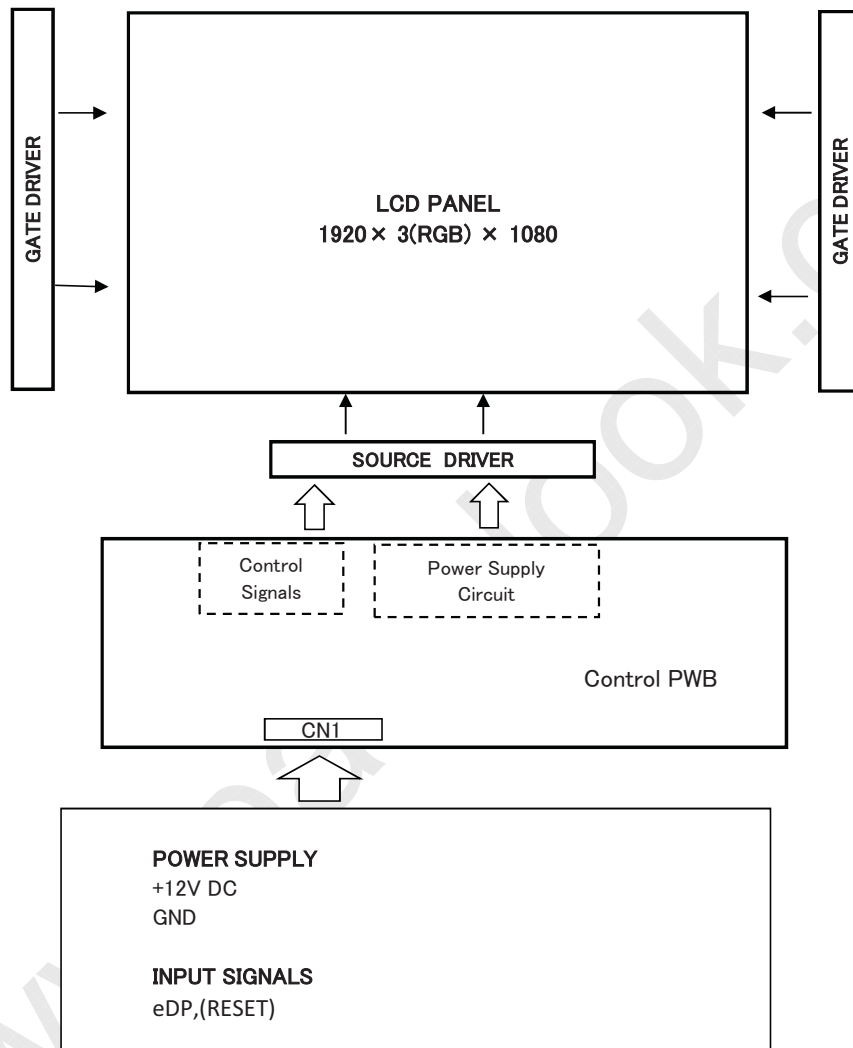 GATE DRIVER
LCD PANEL
1920× 3(RGB) × 1080
GATE DRIVER
SOURCE DRIVER
Control
Signals
Power Supply
Circuit
Control PWB
CN1
POWER SUPPLY
+12V DC
GND
INPUT SIGNALS
eDP,(RESET)